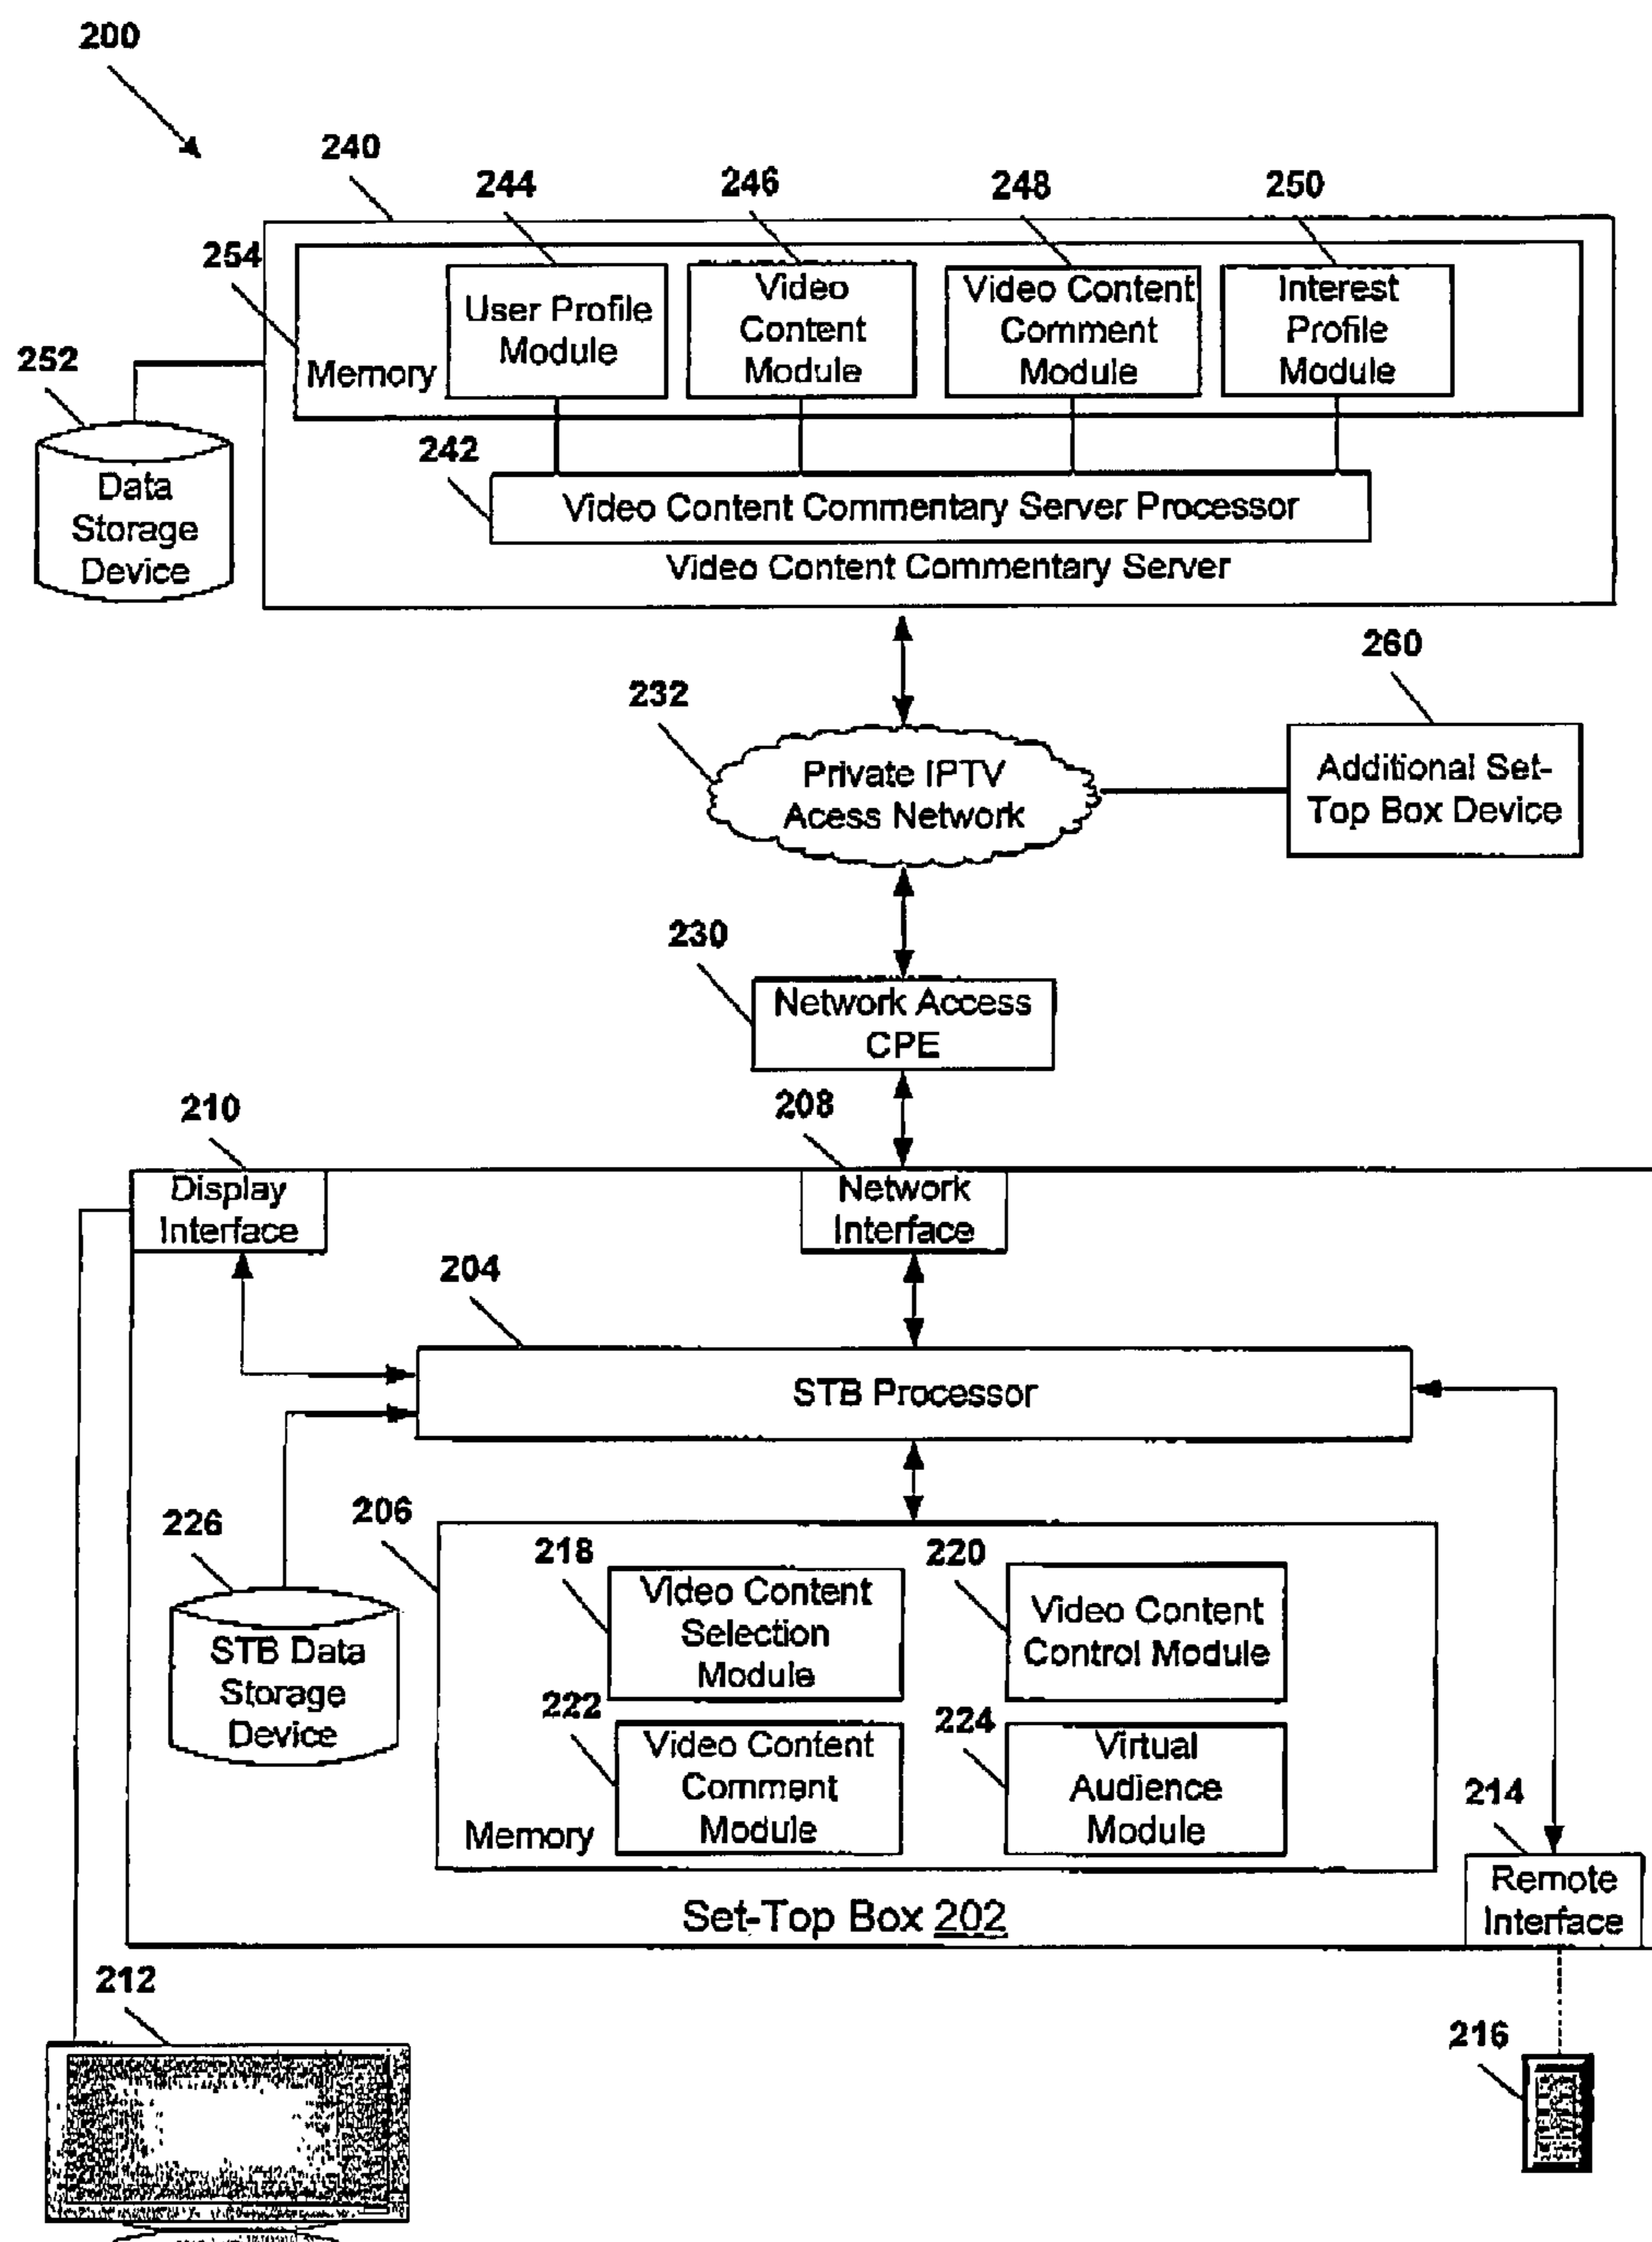 200
240
244
246
248
250
254
User Profile
Module
Video
Content
Module
Video Content
Comment
Module
Interest
Profile
Module
Memory
252
Data
Storage
Device
242
Video Content Commentary Server Processor
Video Content Commentary Server
260
232
Private IPTV
Acess Network
Additional Set-
Top Box Device
230
Network Access
CPE
210
208
Display
Interface
Network
Interface
204
STB Processor
206
226
STB Data
Storage
Device
218
Video Content
Selection
Module
220
Video Content
Control Module
222
Video Content
Comment
Module
224
Virtual
Audience
Module
Memory
214
Remote
Interface
Set-Top Box 202
212
216